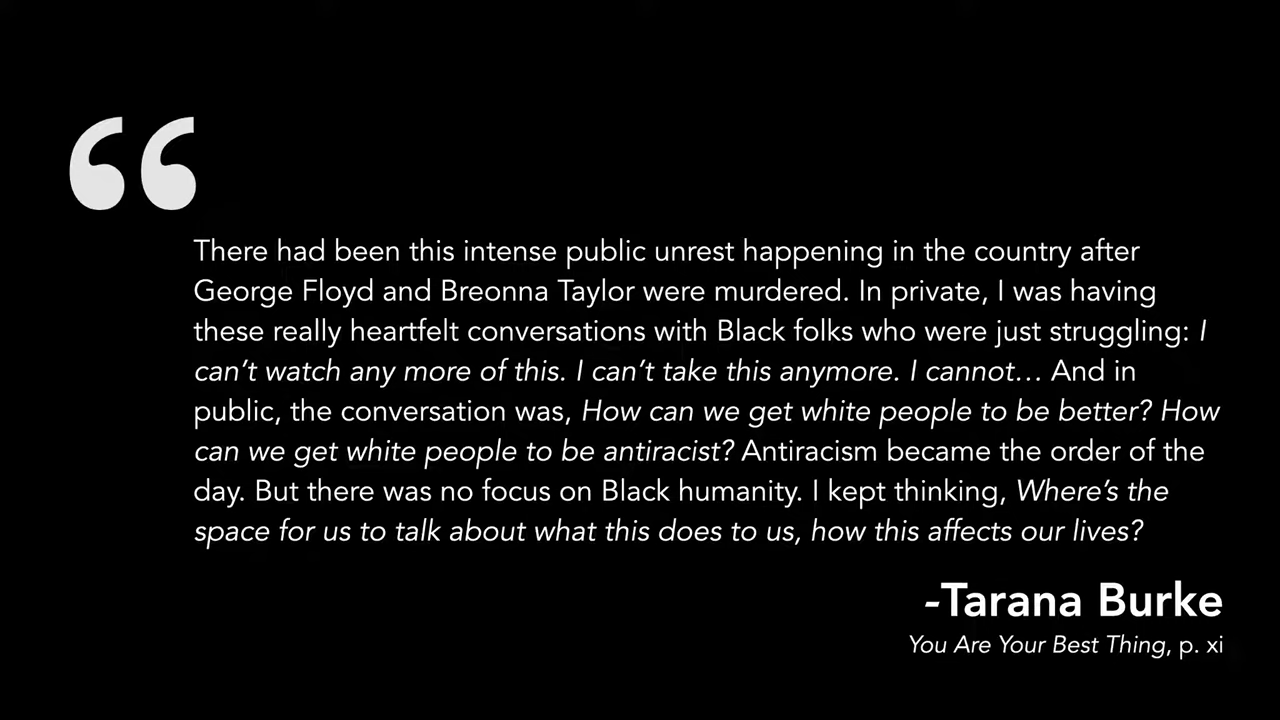 “
There had been this intense public unrest happening in the country after
George Floyd and Breonna Taylor were murdered. In private, I was having
these really heartfelt conversations with Black folks who were just struggling: I
can’t watch any more of this. I can’t take this anymore. I cannot… And in
public, the conversation was, How can we get white people to be better? How
can we get white people to be antiracist? Antiracism became the order of the
day. But there was no focus on Black humanity. I kept thinking, Where’s the
space for us to talk about what this does to us, how this affects our lives?
-Tarana Burke
You Are Your Best Thing, p. xi